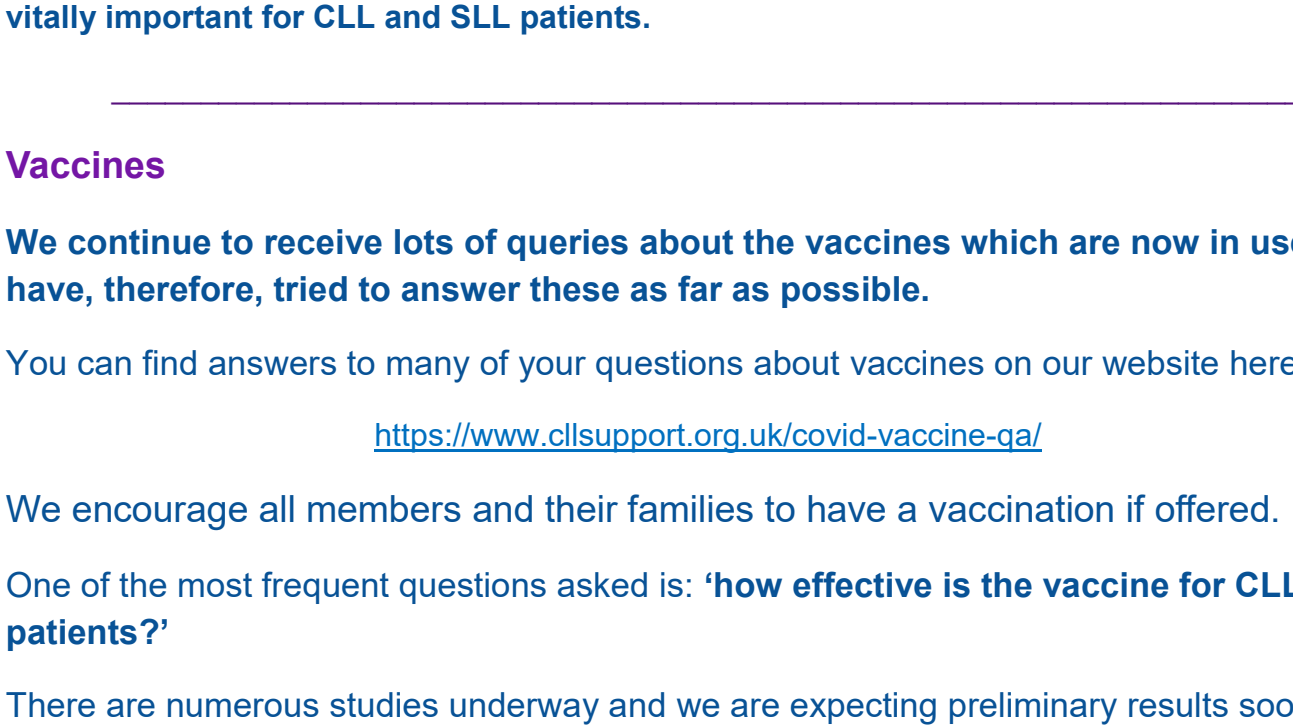 vitally important for CLL and SLL patients.
Vaccines
We continue to receive lots of queries about the vaccines which are now in use
have, therefore, tried to answer these as far as possible.
You can find answers to many of your questions about vaccines on our website here
https://www.cllsupport.org.uk/covid-vaccine-qa/
We encourage all members and their families to have a vaccination if offered.
One of the most frequent questions asked is: ‘how effective is the vaccine for CLL
patients?’
There are numerous studies underway and we are expecting preliminary results soo